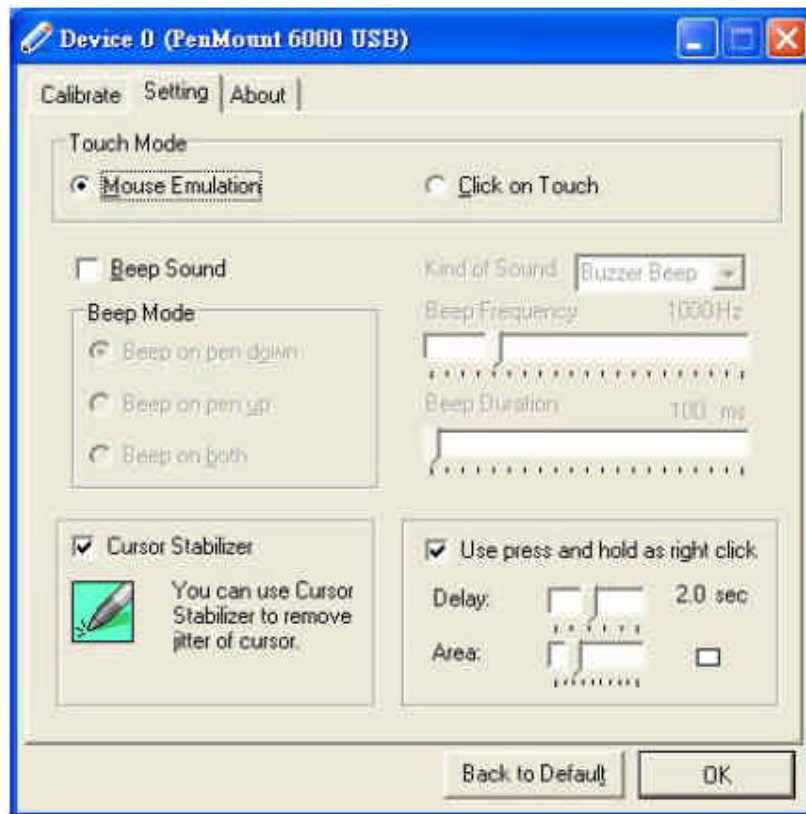 Device 0 (PenMount 6000 USB)
Calibrate Setting About
Touch Mode
Mouse Emulation
Click on Touch
Beep Sound
Kind of Sound Buzzer Beep
Beep Mode
Beep on pen down
Beep on pen up
Beep on both
Beep Frequency 1000Hz
Beep Duration 100 ms
Cursor Stabilizer
You can use Cursor
Stabilizer to remove
jitter of cursor.
Use press and hold as right click
Delay: 2.0 sec
Area:
Back to Default OK